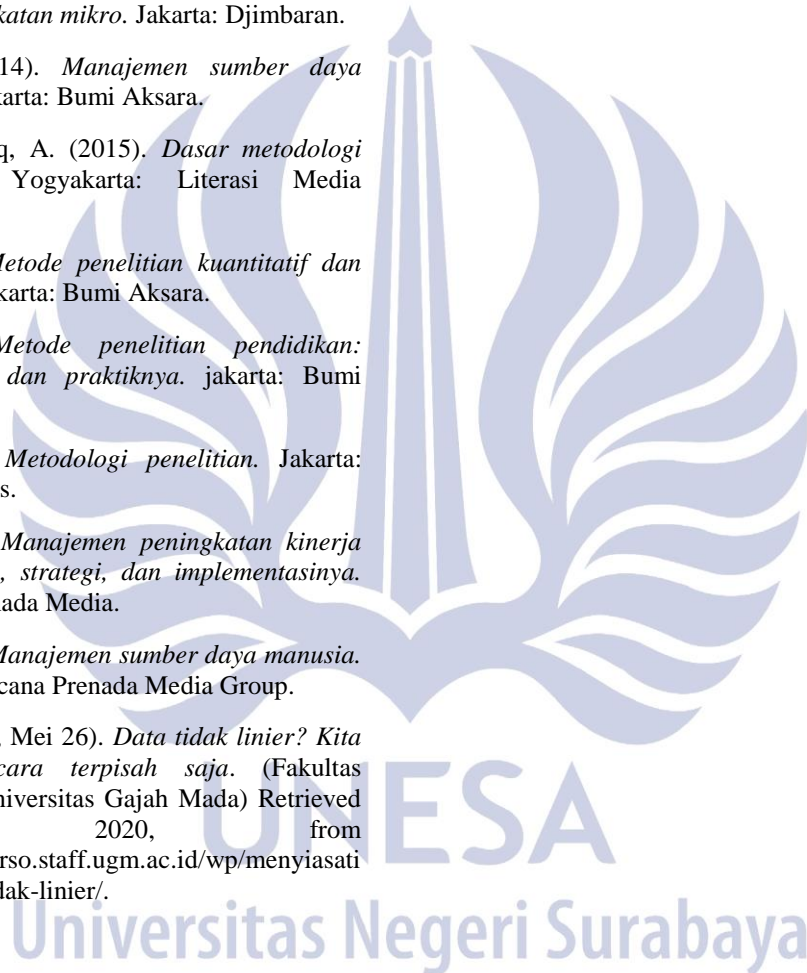 katan mikro. Jakarta: Djimbaran.
14). Manajemen sumber daya
karta: Bumi Aksara.
q, A. (2015). Dasar metodologi
Yogyakarta: Literasi Media
Metode penelitian kuantitatif dan
karta: Bumi Aksara.
Metode penelitian pendidikan:
dan praktiknya. jakarta: Bumi
Metodologi penelitian. Jakarta:
s.
Manajemen peningkatan kinerja
, strategi, dan implementasinya.
nada Media.
Manajemen sumber daya manusia.
cana Prenada Media Group.
, Mei 26). Data tidak linier? Kita
cara terpisah saja. (Fakultas
niversitas Gajah Mada) Retrieved
2020, from
rso.staff.ugm.ac.id/wp/menyiasati
dak-linier/.
UNESA
Universitas Negeri Surabaya